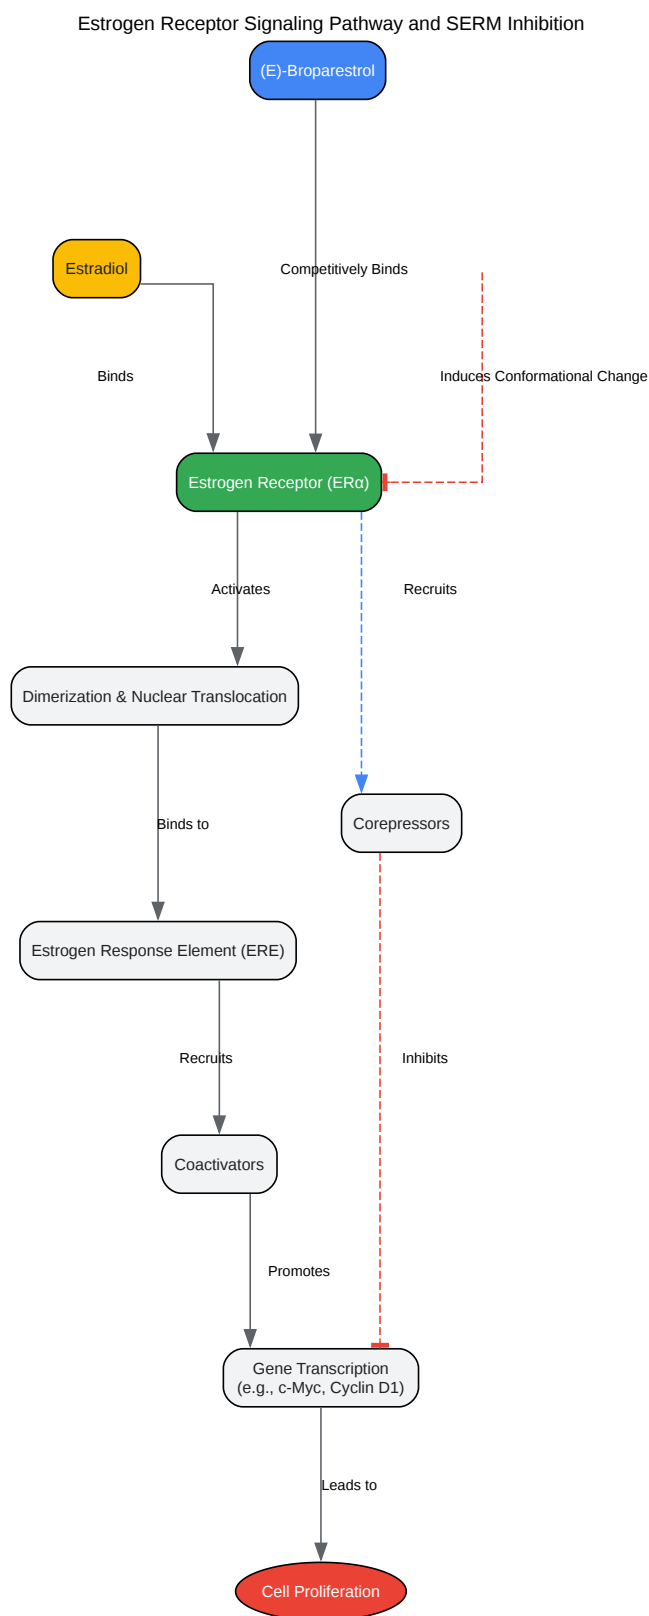 Estrogen Receptor Signaling Pathway and SERM Inhibition
(E)-Broparestrol
Estradiol
Competitively Binds
Binds
Induces Conformational Change
Estrogen Receptor (ERα)
Activates
Recruits
Dimerization & Nuclear Translocation
Binds to
Corepressors
Estrogen Response Element (ERE)
Recruits
Inhibits
Coactivators
Promotes
Gene Transcription
(e.g., c-Myc, Cyclin D1)
Leads to
Cell Proliferation